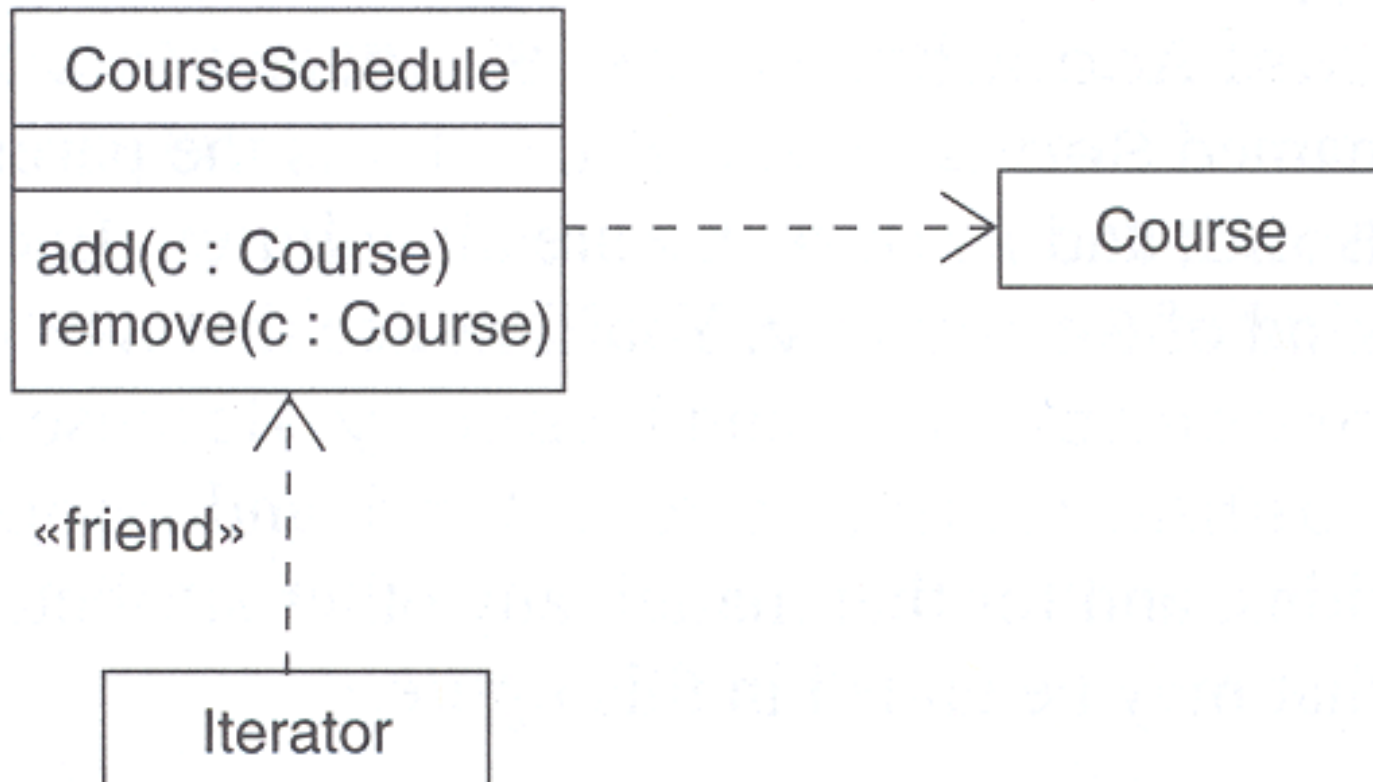 CourseSchedule
add(c : Course)
remove(c : Course)
Course
«friend»
Iterator